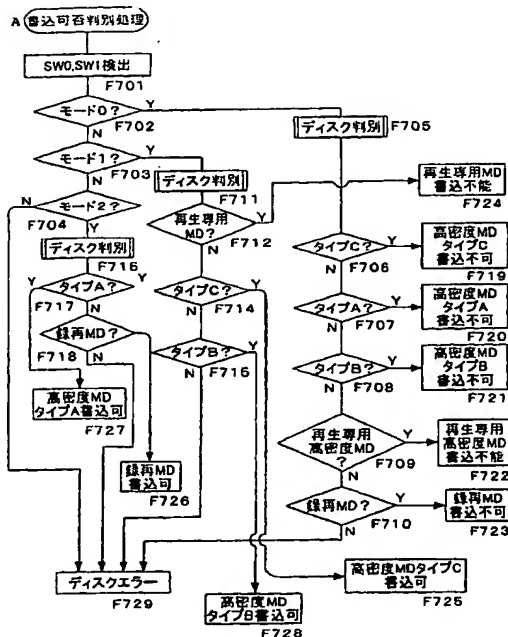 A 書込可否判別処理
SW0,SW1検出
F701
モード0?
Y
N
F702
ディスク判別
F705
モード1?
Y
N
F703
ディスク判別
F711
再生専用MD
書込不能
F724
モード2?
N
Y
F704
再生専用
MD?
Y
N
F712
ディスク判別
F716
タイプC?
Y
N
F706
高密度MD
タイプC
書込不可
F719
タイプA?
Y
Y
N
F717
タイプC?
Y
N
F714
タイプA?
Y
N
F707
高密度MD
タイプA
書込不可
F720
録再MD?
Y
N
F718
タイプB?
Y
N
F715
タイプB?
Y
N
F708
高密度MD
タイプB
書込不可
F721
高密度MD
タイプA書込可
F727
再生専用
高密度MD
?
Y
N
F709
再生専用
高密度MD
書込不能
F722
録再MD
書込可
F726
録再MD?
Y
N
F710
録再MD
書込不可
F723
ディスクエラー
F729
高密度MD
タイプB書込可
F728
高密度MDタイプC
書込可
F725